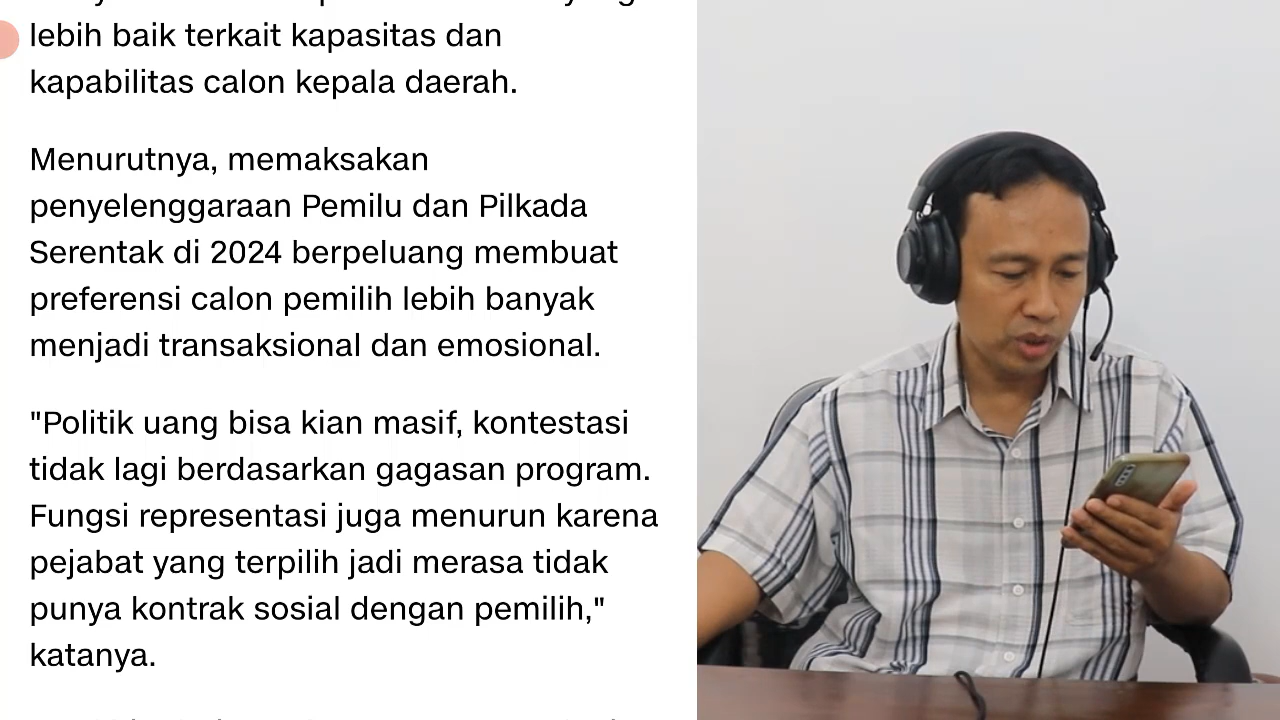 lebih baik terkait kapasitas dan
kapabilitas calon kepala daerah.
Menurutnya, memaksakan
penyelenggaraan Pemilu dan Pilkada
Serentak di 2024 berpeluang membuat
preferensi calon pemilih lebih banyak
menjadi transaksional dan emosional.
"Politik uang bisa kian masif, kontestasi
tidak lagi berdasarkan gagasan program.
Fungsi representasi juga menurun karena
pejabat yang terpilih jadi merasa tidak
punya kontrak sosial dengan pemilih,"
katanya.